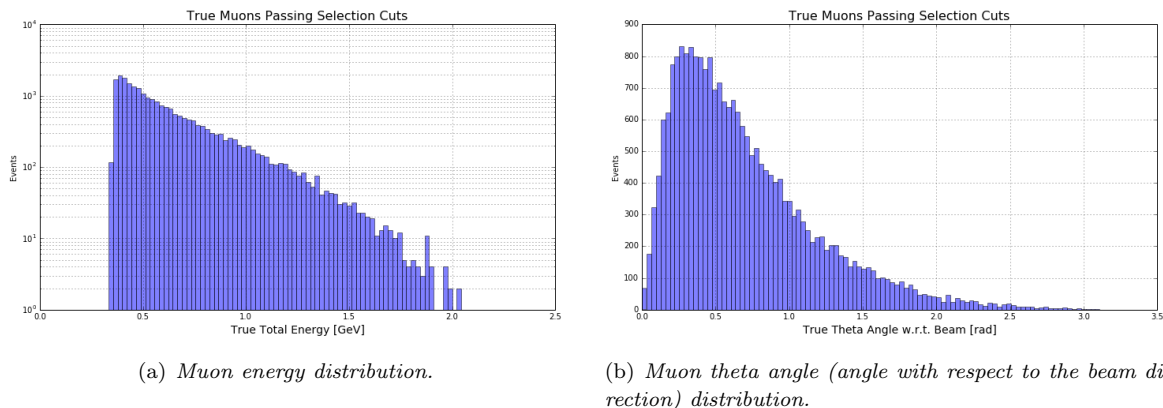 True Muons Passing Selection Cuts
10^4
10^3
10^2
10^1
10^0
Events
0.0 0.5 1.0 1.5 2.0 2.5
True Total Energy [GeV]
(a) Muon energy distribution.
True Muons Passing Selection Cuts
900
800
700
600
500
400
300
200
100
0
Events
0.0 0.5 1.0 1.5 2.0 2.5 3.0 3.5
True Theta Angle w.r.t. Beam [rad]
(b) Muon theta angle (angle with respect to the beam di
rection) distribution.